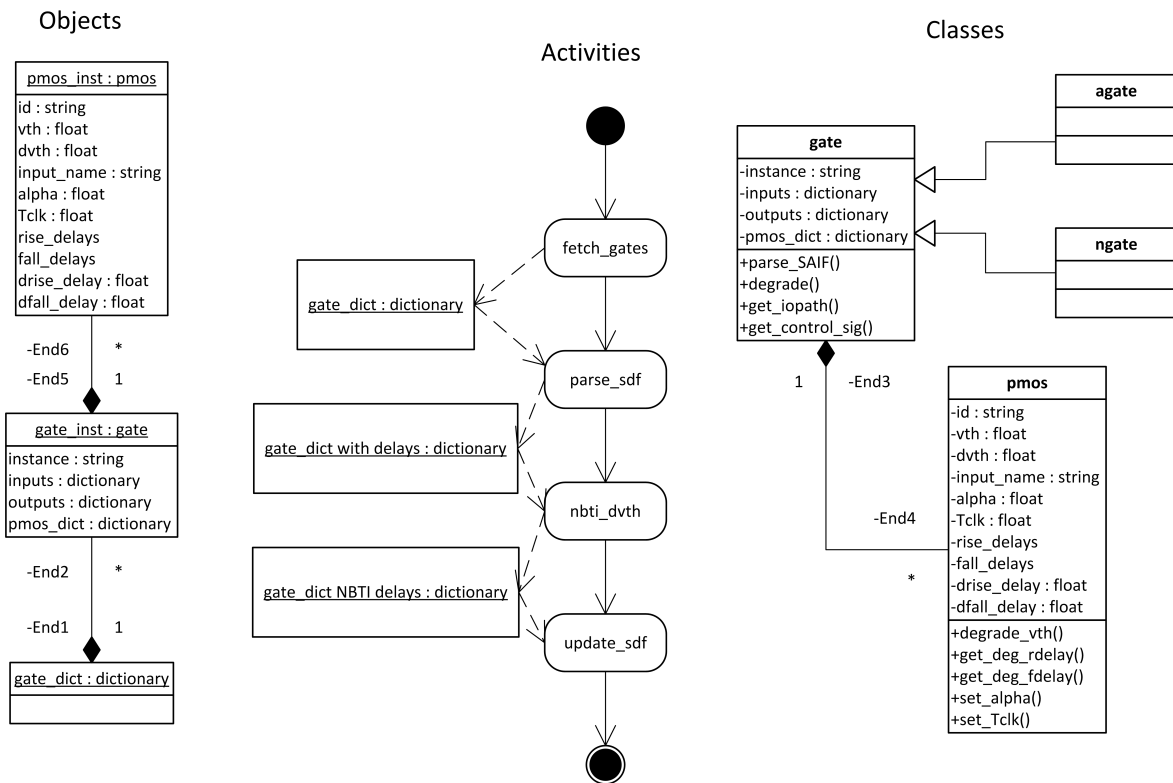 Objects
pmos_inst : pmos
id : string
vth : float
dvth : float
input_name : string
alpha : float
Tclk : float
rise_delays
fall_delays
drise_delay : float
dfall_delay : float
-End6 *
-End5 1
gate_inst : gate
instance : string
inputs : dictionary
outputs : dictionary
pmos_dict : dictionary
-End2 *
-End1 1
gate_dict : dictionary
Activities
fetch_gates
gate_dict : dictionary
parse_sdf
gate_dict with delays : dictionary
nbti_dvth
gate_dict NBTI delays : dictionary
update_sdf
Classes
agate
gate
-instance : string
-inputs : dictionary
-outputs : dictionary
-pmos_dict : dictionary
+parse_SAIF()
+degrade()
+get_iopath()
+get_control_sig()
ngate
1 -End3
-End4
*
pmos
-id : string
-vth : float
-dvth : float
-input_name : string
-alpha : float
-Tclk : float
-rise_delays
-fall_delays
-drise_delay : float
-dfall_delay : float
+degrade_vth()
+get_deg_rdelay()
+get_deg_fdelay()
+set_alpha()
+set_Tclk()